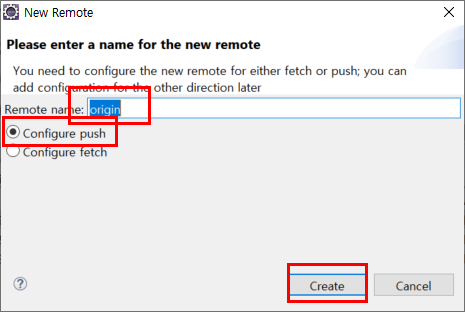 New Remote
Please enter a name for the new remote
You need to configure the new remote for either fetch or push; you can
add configuration for the other direction later
Remote name: origin
Configure push
Configure fetch
?
Create
Cancel